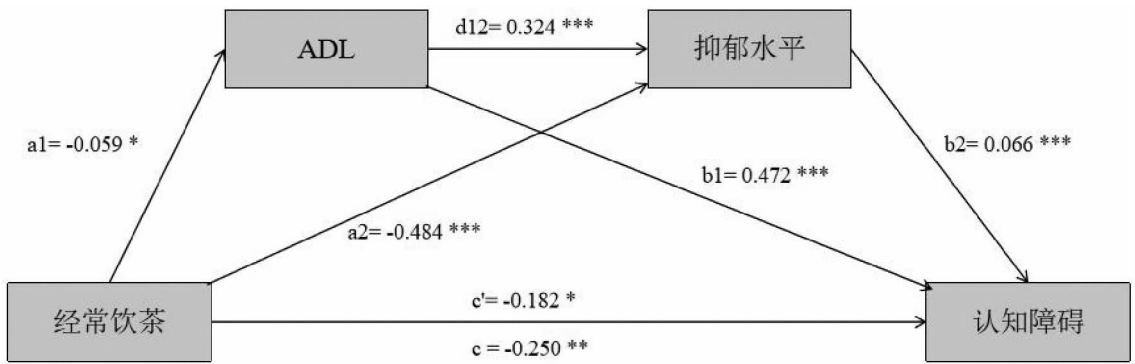 d12= 0.324 ***
ADL
抑郁水平
a1= -0.059 *
b2= 0.066 ***
b1= 0.472 ***
a2= -0.484 ***
c'= -0.182 *
经常饮茶
认知障碍
c = -0.250 **